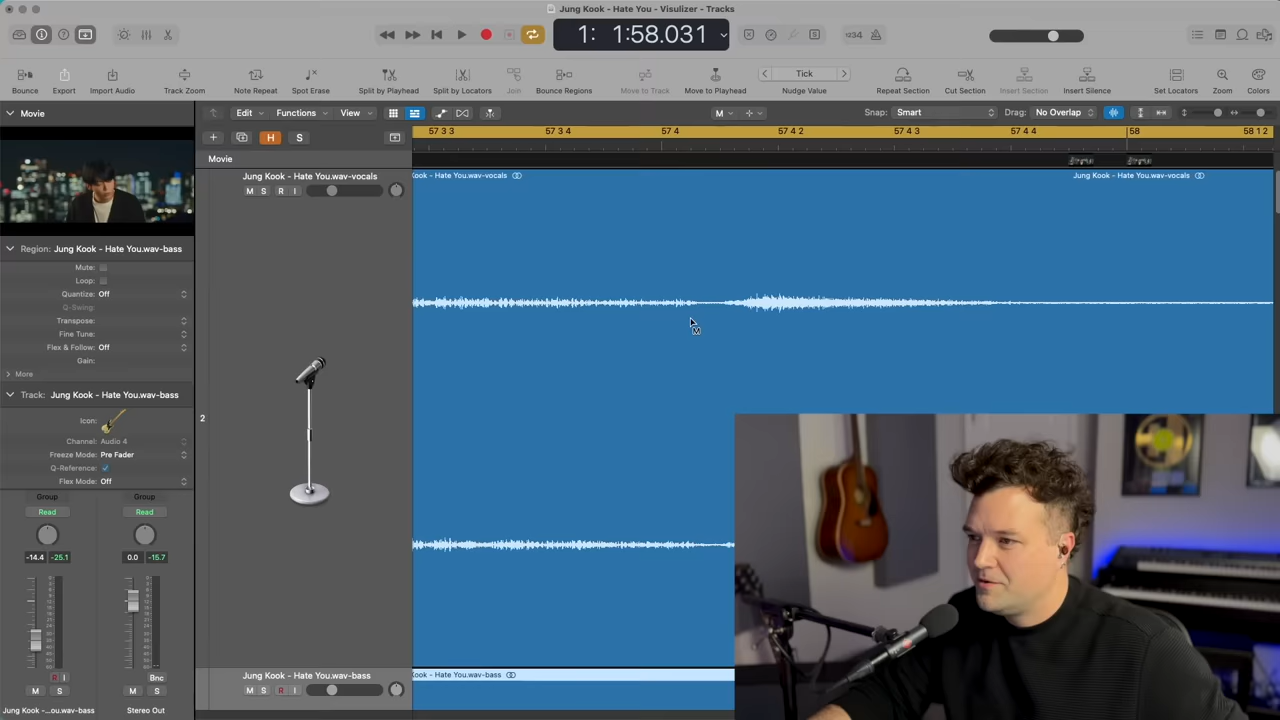 Jung Kook - Hate You - Visulizer - Tracks
1: 1:58.031
1234
Bounce
Export
Import Audio
Track Zoom
Note Repeat
Spot Erase
Split by Playhead
Split by Locators
Join
Bounce Regions
Move to Track
Move to Playhead
Tick
Nudge Value
Repeat Section
Cut Section
Insert Section
Insert Silence
Set Locators
Zoom
Colors
Movie
Edit
Functions
View
M
Snap: Smart
Drag: No Overlap
H
S
57 3 3
57 3 4
57 4
57 4 2
57 4 3
57 4 4
58
58 1 2
Movie
Jung Kook - Hate You.wav-vocals
M S R I
Kook - Hate You.wav-vocals
Jung Kook - Hate You.wav-vocals
Region: Jung Kook - Hate You.wav-bass
Mute:
Loop:
Quantize: Off
Q-Swing:
Transpose:
Fine Tune:
Flex & Follow: Off
Gain:
More
Track: Jung Kook - Hate You.wav-bass
Icon:
Channel: Audio 4
Freeze Mode: Pre Fader
Q-Reference:
Flex Mode: Off
2
M
Group
Group
Read
Read
-14.4 -25.1
0.0 -15.7
R I
Bnc
M S
M S
Jung Kook -...ou.wav-bass
Stereo Out
Jung Kook - Hate You.wav-bass
M S R I
Kook - Hate You.wav-bass